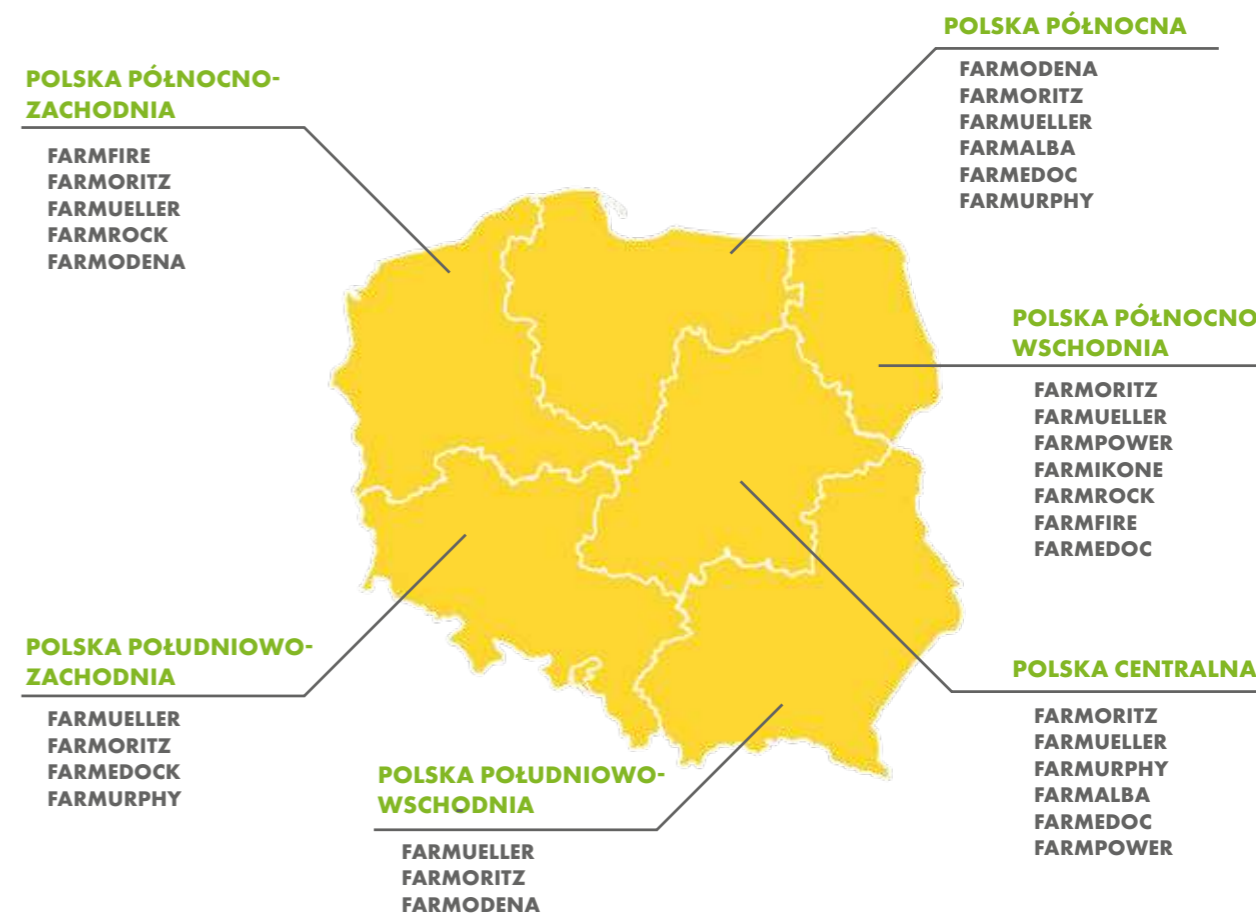 POLSKA PÓŁNOCNA
FARMODENA
FARMORITZ
FARMUELLER
FARMALBA
FARMEDOC
FARMURPHY
POLSKA PÓŁNOCNO-
ZACHODNIA
FARMFIRE
FARMORITZ
FARMUELLER
FARMROCK
FARMODENA
POLSKA PÓŁNOCNO
WSCHODNIA
FARMORITZ
FARMUELLER
FARMPOWER
FARMIKONE
FARMROCK
FARMFIRE
FARMEDOC
POLSKA POŁUDNIOWO-
ZACHODNIA
FARMUELLER
FARMORITZ
FARMEDOCK
FARMURPHY
POLSKA CENTRALNA
FARMORITZ
FARMUELLER
FARMURPHY
FARMALBA
FARMEDOC
FARMPOWER
POLSKA POŁUDNIOWO-
WSCHODNIA
FARMUELLER
FARMORITZ
FARMODENA